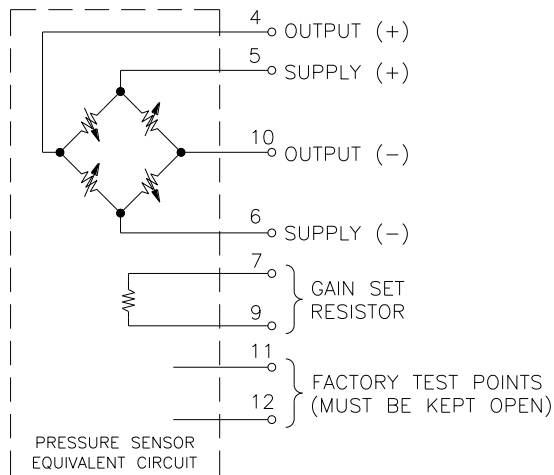 4
OUTPUT (+)
5
SUPPLY (+)
10
OUTPUT (−)
6
SUPPLY (−)
7
GAIN SET
RESISTOR
9
11
FACTORY TEST POINTS
(MUST BE KEPT OPEN)
12
PRESSURE SENSOR
EQUIVALENT CIRCUIT